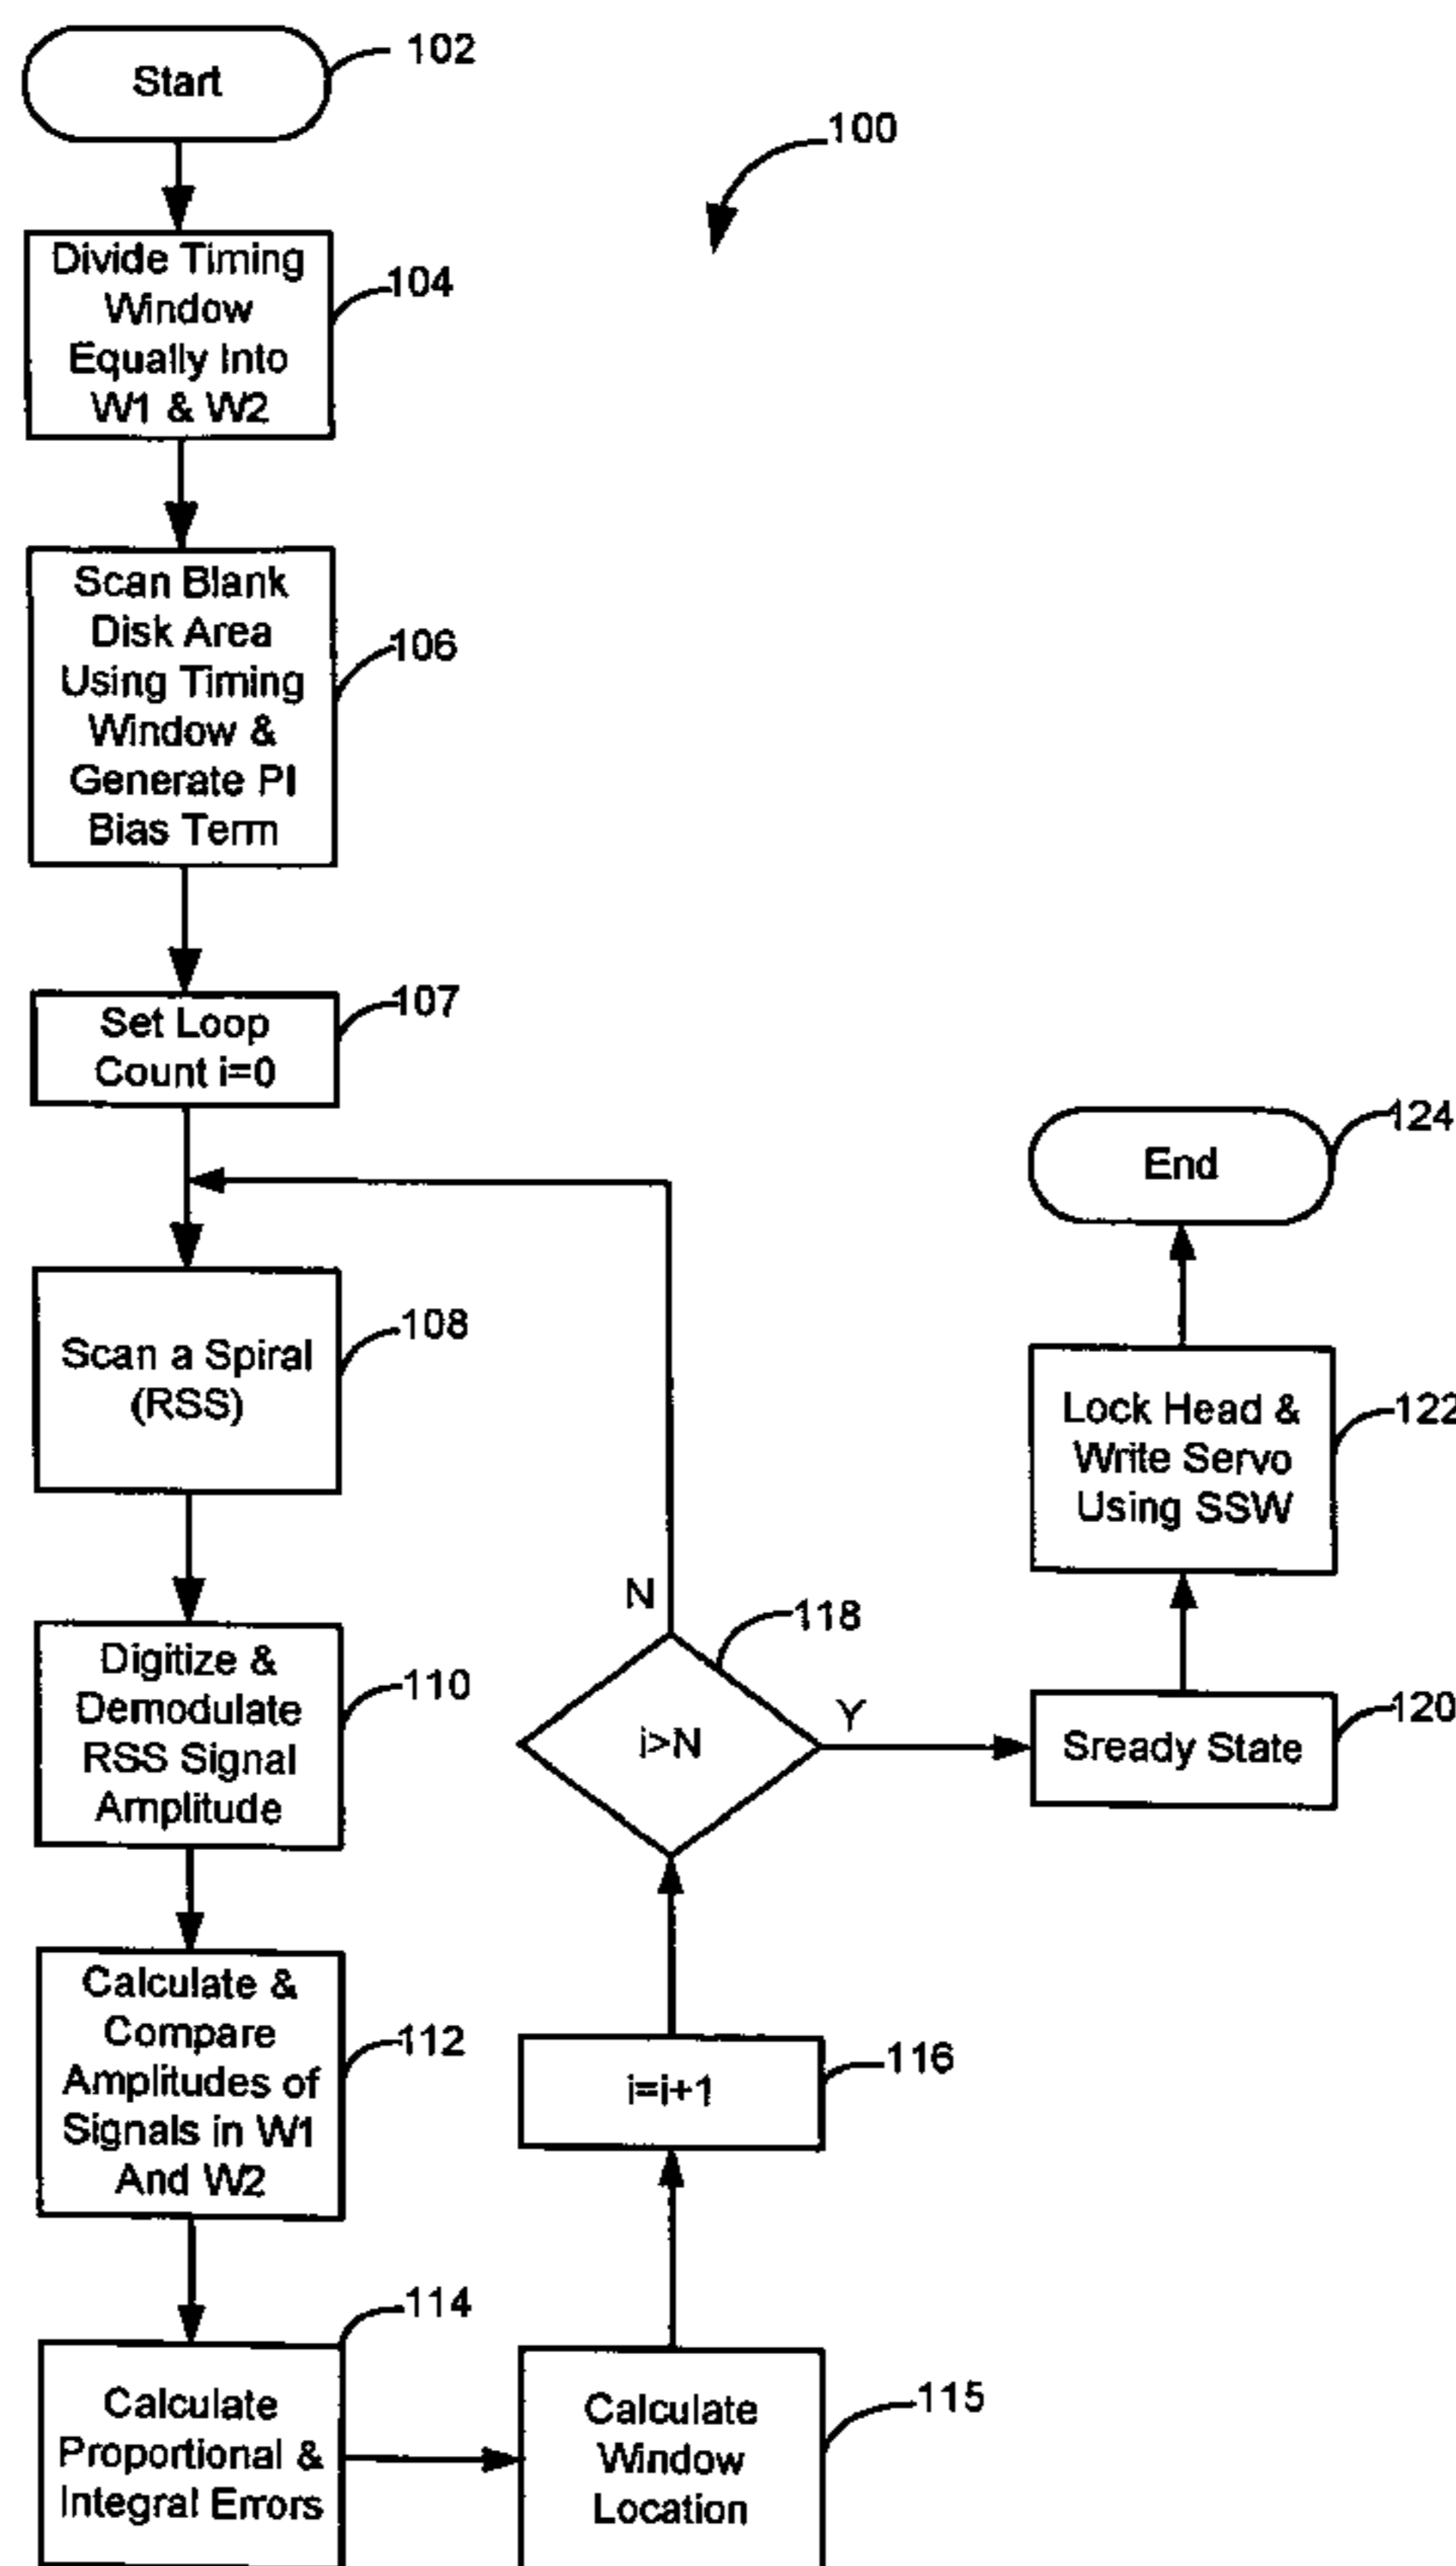 Start
102
100
Divide Timing
Window
Equally Into
W1 & W2
104
Scan Blank
Disk Area
Using Timing
Window &
Generate PI
Bias Term
106
Set Loop
Count i=0
107
Scan a Spiral
(RSS)
108
Digitize &
Demodulate
RSS Signal
Amplitude
110
Calculate &
Compare
Amplitudes of
Signals in W1
And W2
112
Calculate
Proportional &
Integral Errors
114
Calculate
Window
Location
115
i=i+1
116
i>N
118
N
Y
Sready State
120
Lock Head &
Write Servo
Using SSW
122
End
124